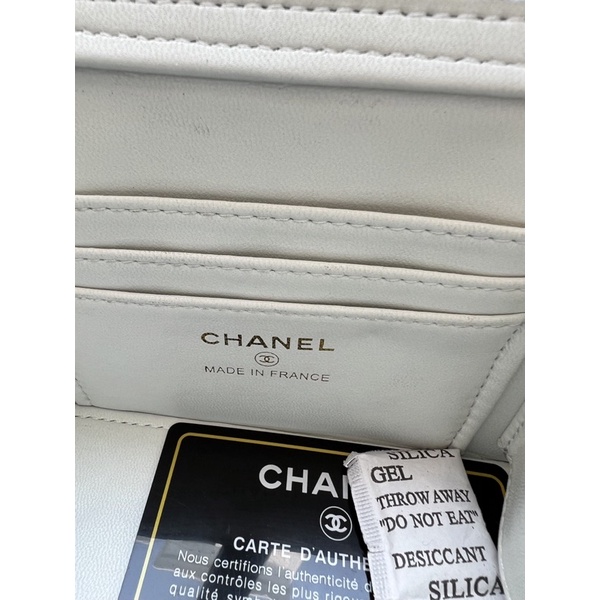 CHANEL
MADE IN FRANCE
CHAN
CARTE D'AUTHE
Nous certifions l'authenticité d
aux contrôles les plus rigou
qualité symb
SILICA
GEL
THROW AWAY
"DO NOT EAT"
DESICCANT
SILICA